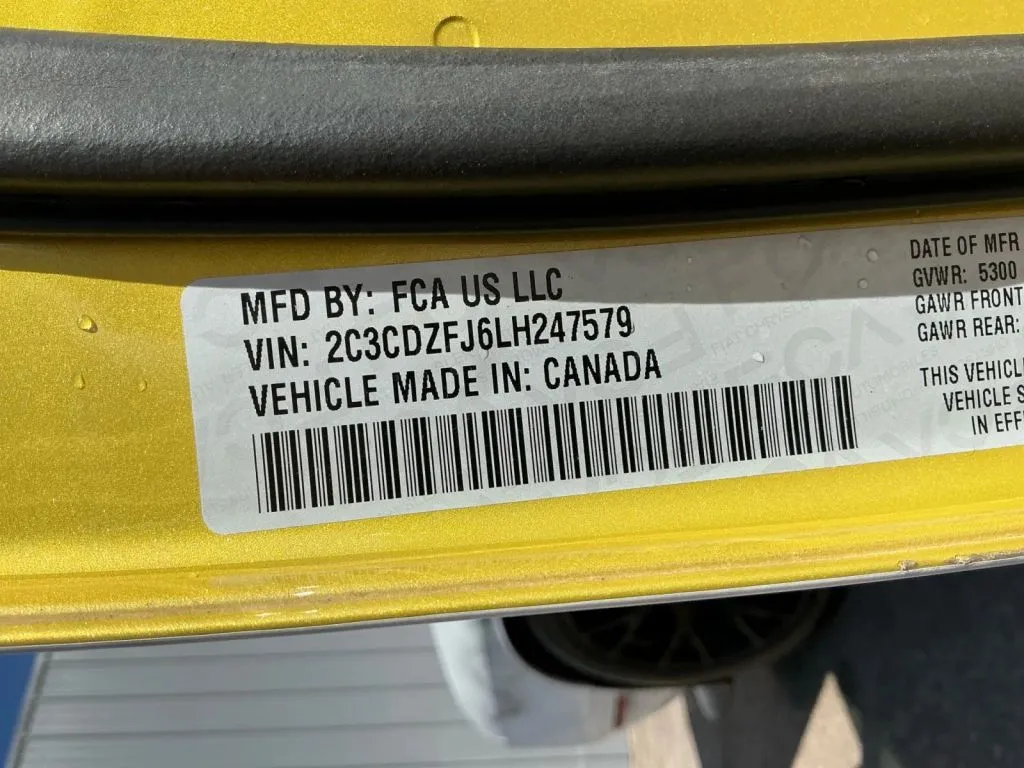 MFD BY: FCA US LLC
VIN: 2C3CDZFJ6LH247579
VEHICLE MADE IN: CANADA
DATE OF MFR
GVWR: 5300
GAWR FRONT
GAWR REAR:
THIS VEHICLE
VEHICLE S
IN EFF